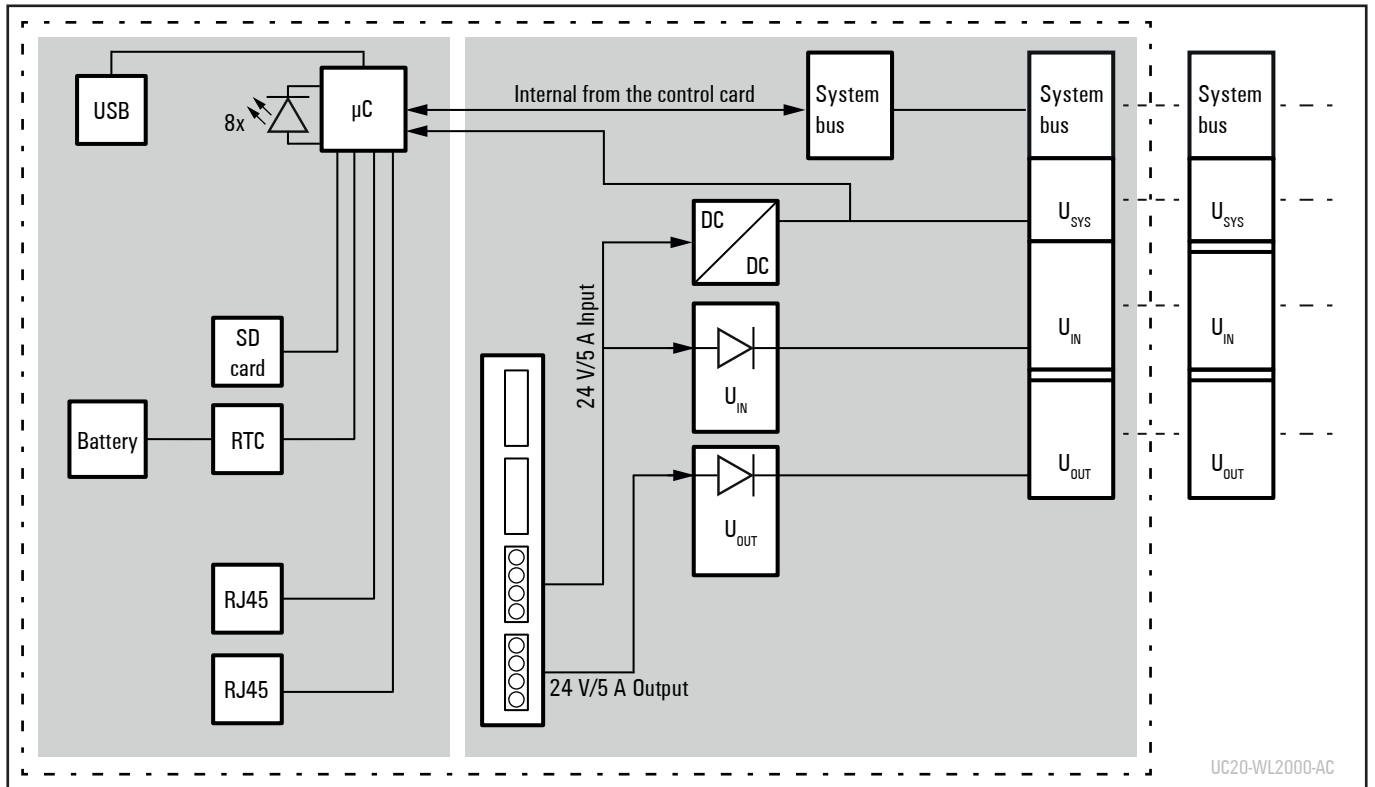 USB
8x
µC
Internal from the control card
System
bus
System
bus
System
bus
DC
DC
U_SYS
U_SYS
24 V/5 A Input
SD
card
U_IN
U_IN
U_IN
Battery
RTC
U_OUT
U_OUT
U_OUT
RJ45
RJ45
24 V/5 A Output
UC20-WL2000-AC